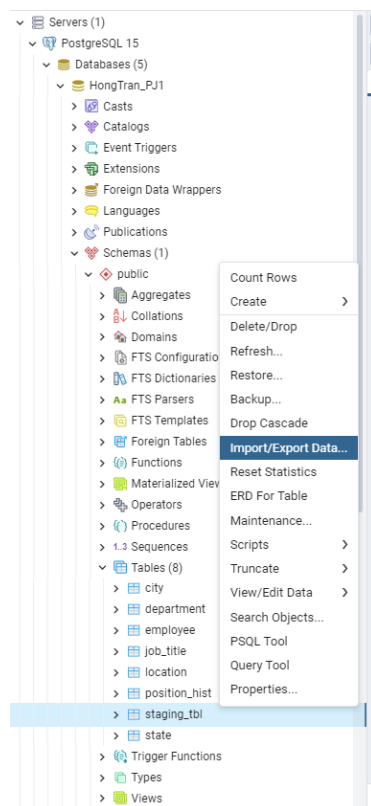 Servers (1)
PostgreSQL 15
Databases (5)
HongTran_PJ1
Casts
Catalogs
Event Triggers
Extensions
Foreign Data Wrappers
Languages
Publications
Schemas (1)
public
Aggregates
Collations
Domains
FTS Configuratio
FTS Dictionaries
FTS Parsers
FTS Templates
Foreign Tables
Functions
Materialized View
Operators
Procedures
1..3 Sequences
Tables (8)
city
department
employee
job_title
location
position_hist
staging_tbl
state
Trigger Functions
Types
Views
Count Rows
Create
Delete/Drop
Refresh...
Restore...
Backup...
Drop Cascade
Import/Export Data...
Reset Statistics
ERD For Table
Maintenance...
Scripts
Truncate
View/Edit Data
Search Objects...
PSQL Tool
Query Tool
Properties...